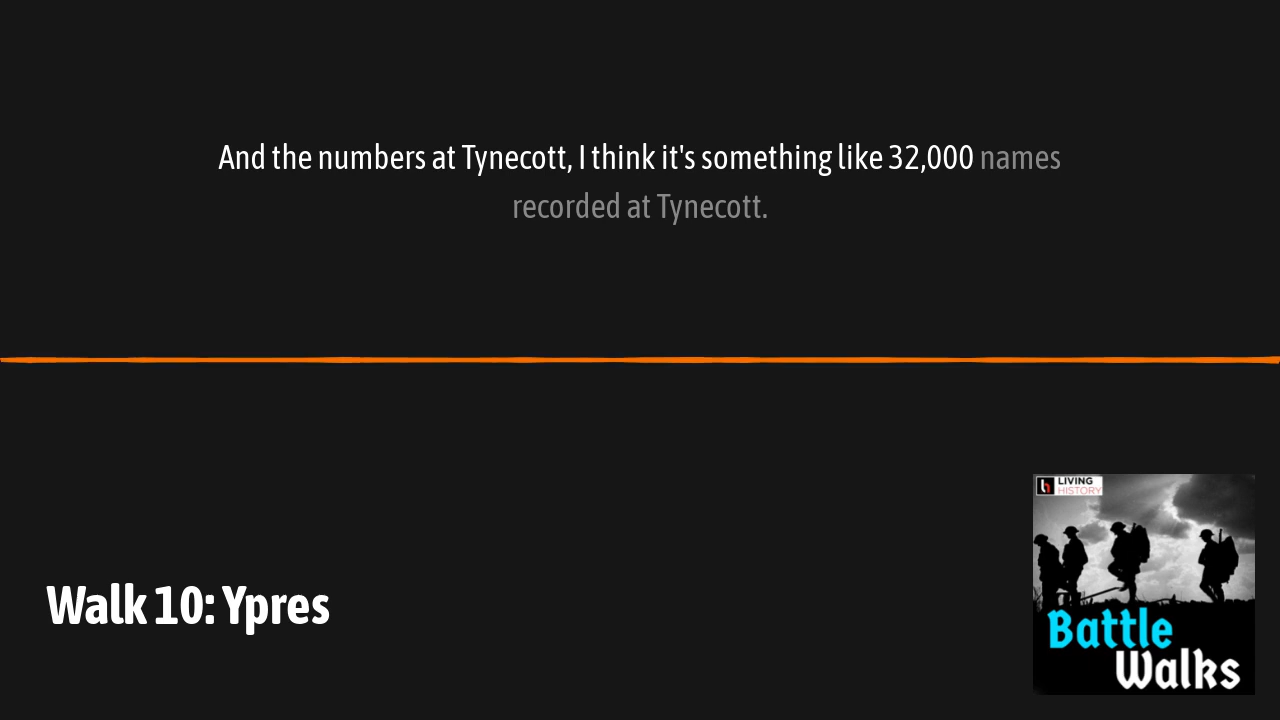 And the numbers at Tynecott, I think it's something like 32,000 names
recorded at Tynecott.
Walk 10: Ypres
LIVING
HISTORY
Battle
Walks